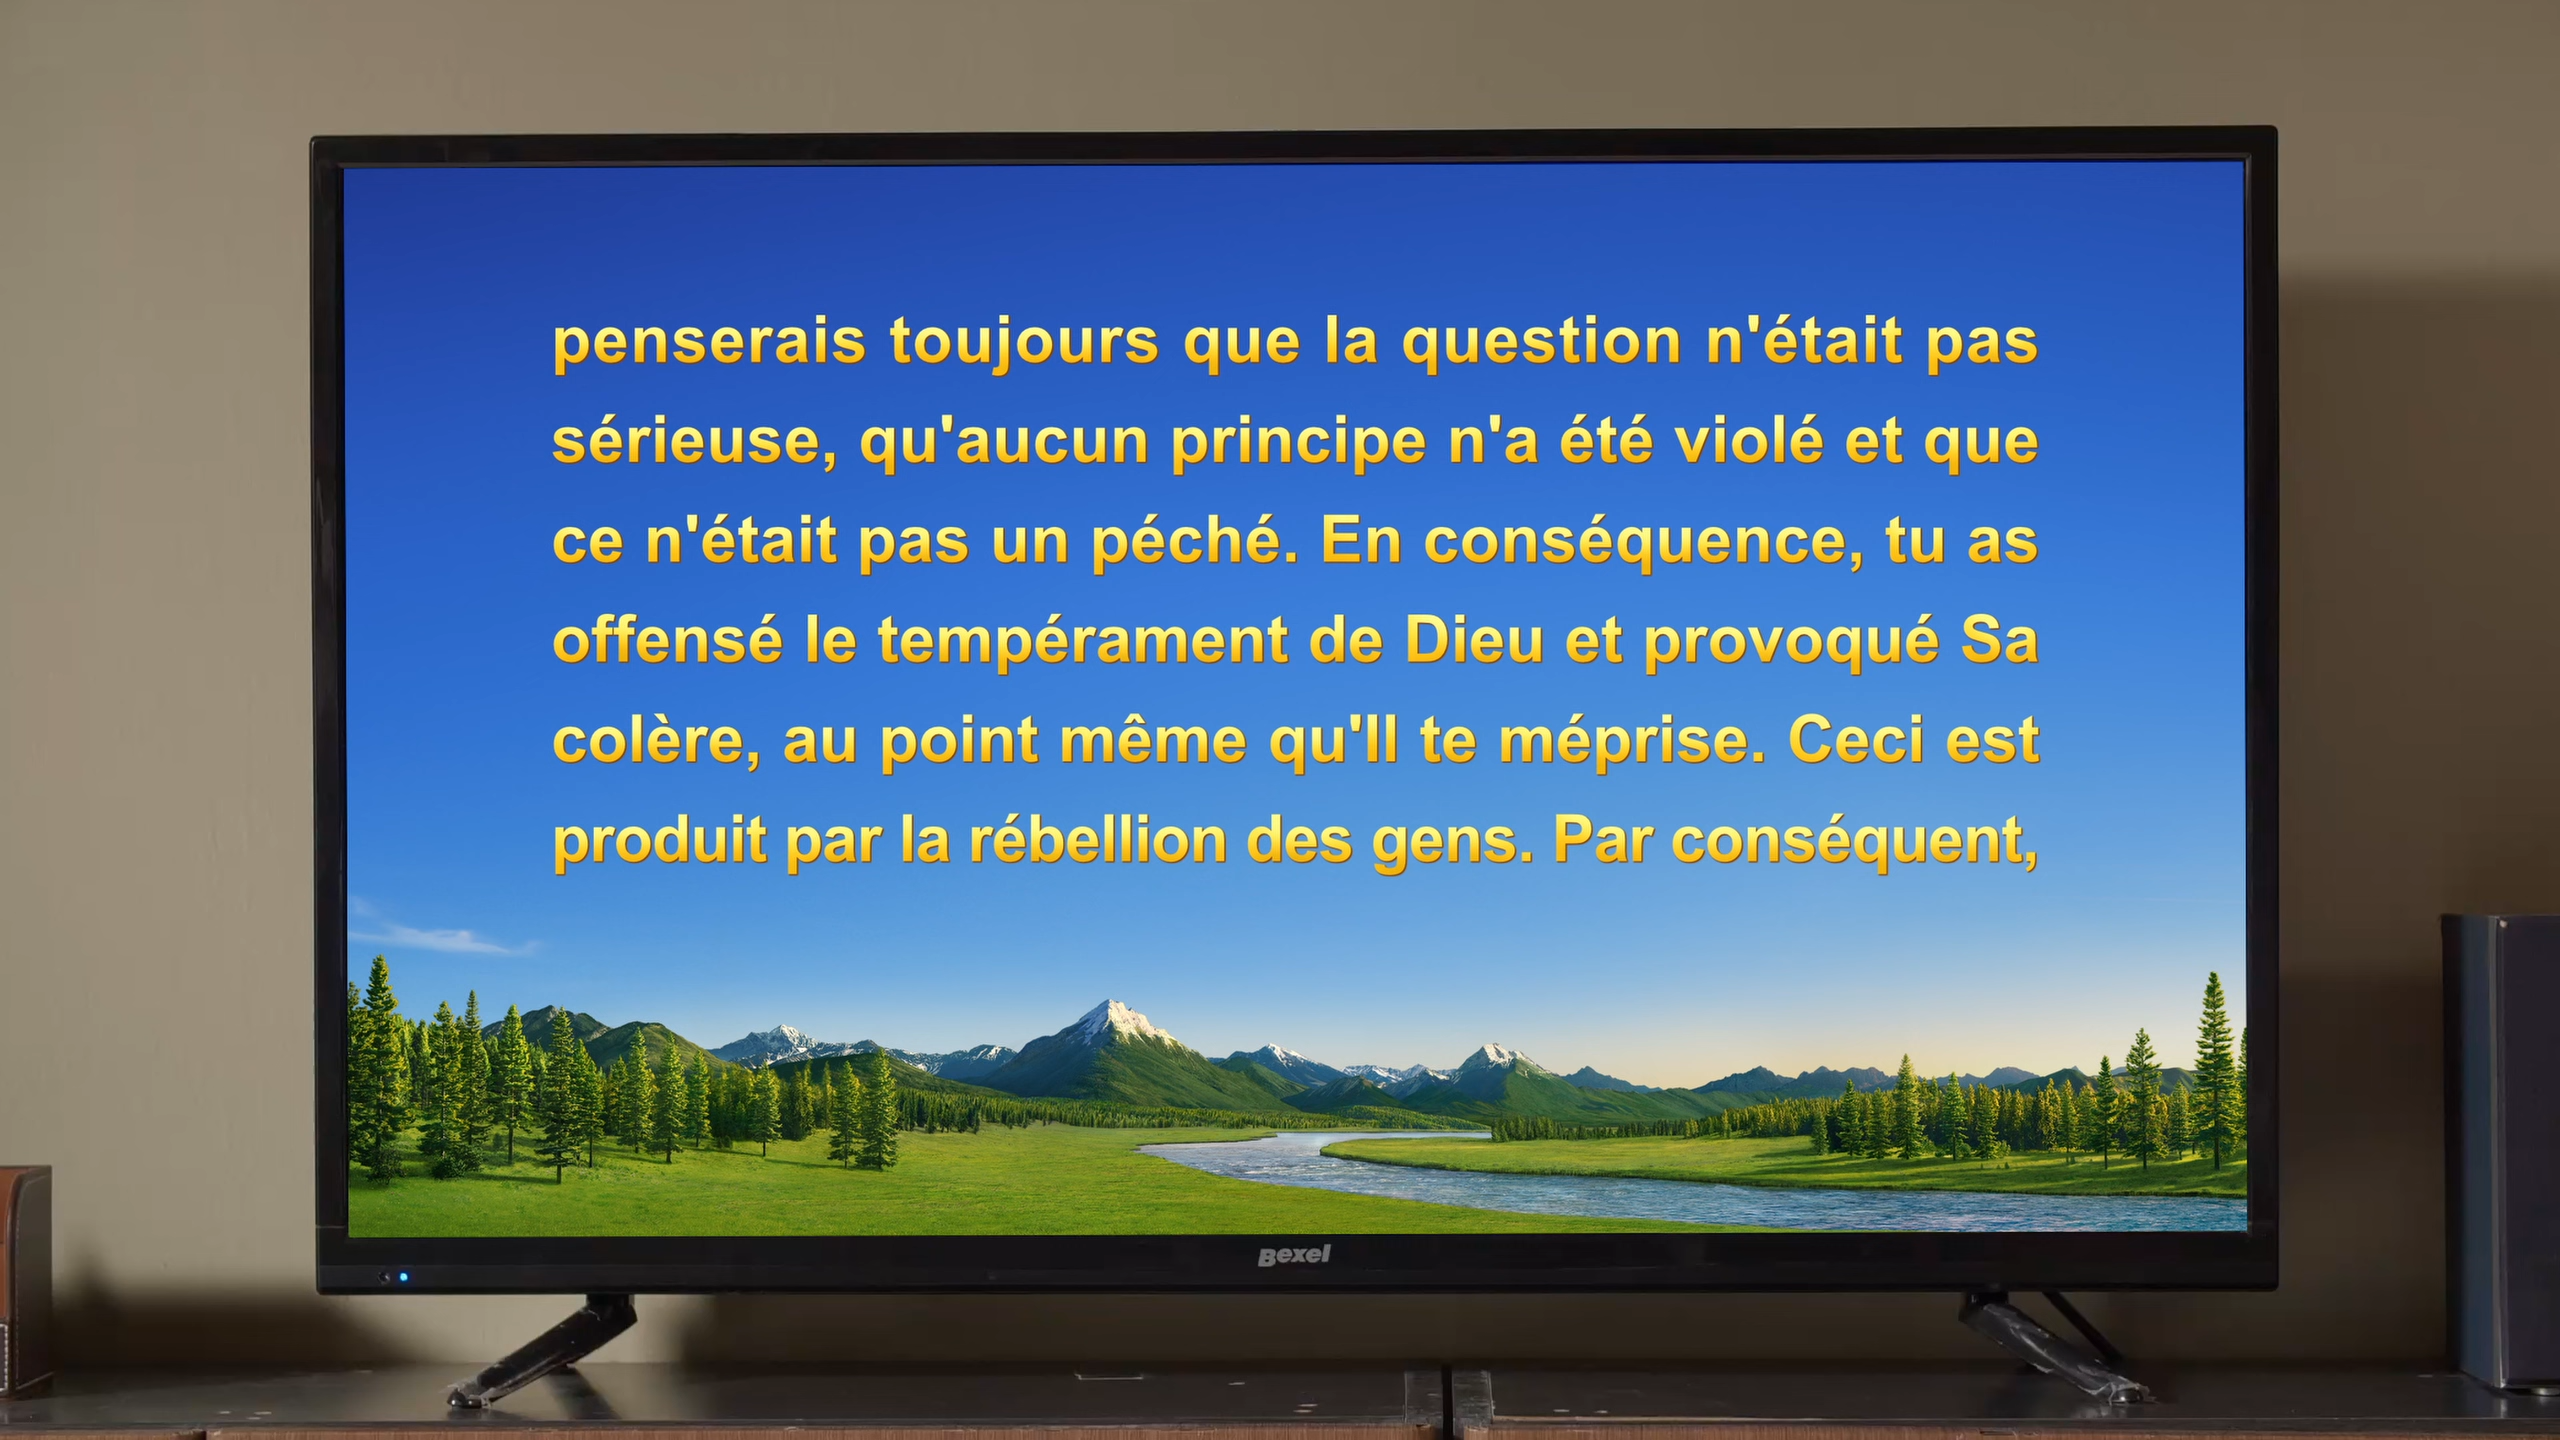 penserais toujours que la question n'était pas
sérieuse, qu'aucun principe n'a été violé et que
ce n'était pas un péché. En conséquence, tu as
offensé le tempérament de Dieu et provoqué Sa
colère, au point même qu'Il te méprise. Ceci est
produit par la rébellion des gens. Par conséquent,
Bexel